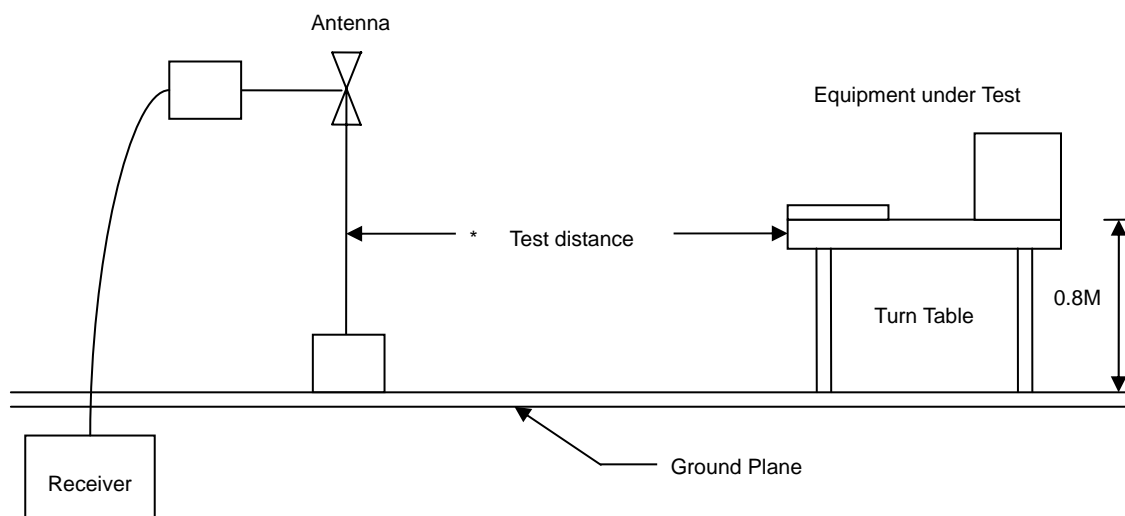 Antenna
Equipment under Test
* Test distance
0.8M
Turn Table
Ground Plane
Receiver